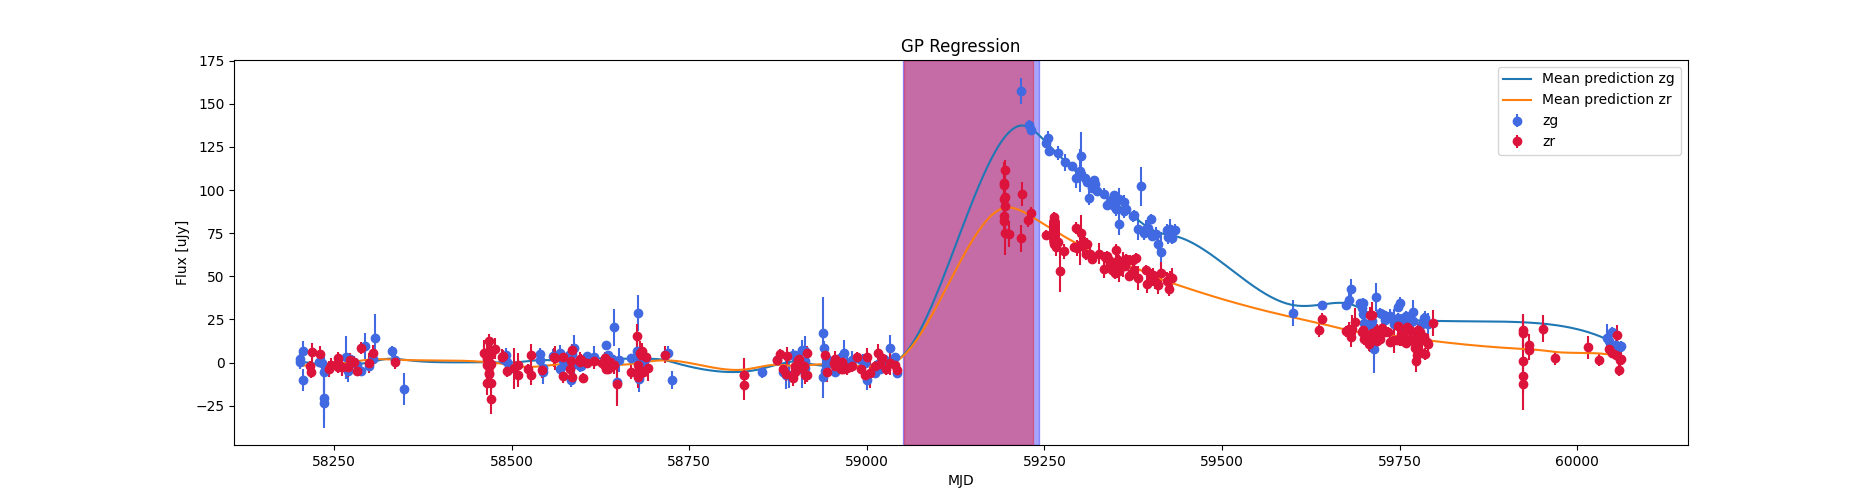 GP Regression
Flux [uJy]
175
150
125
100
75
50
25
0
−25
58250
58500
58750
59000
59250
59500
59750
60000
MJD
Mean prediction zg
Mean prediction zr
zg
zr